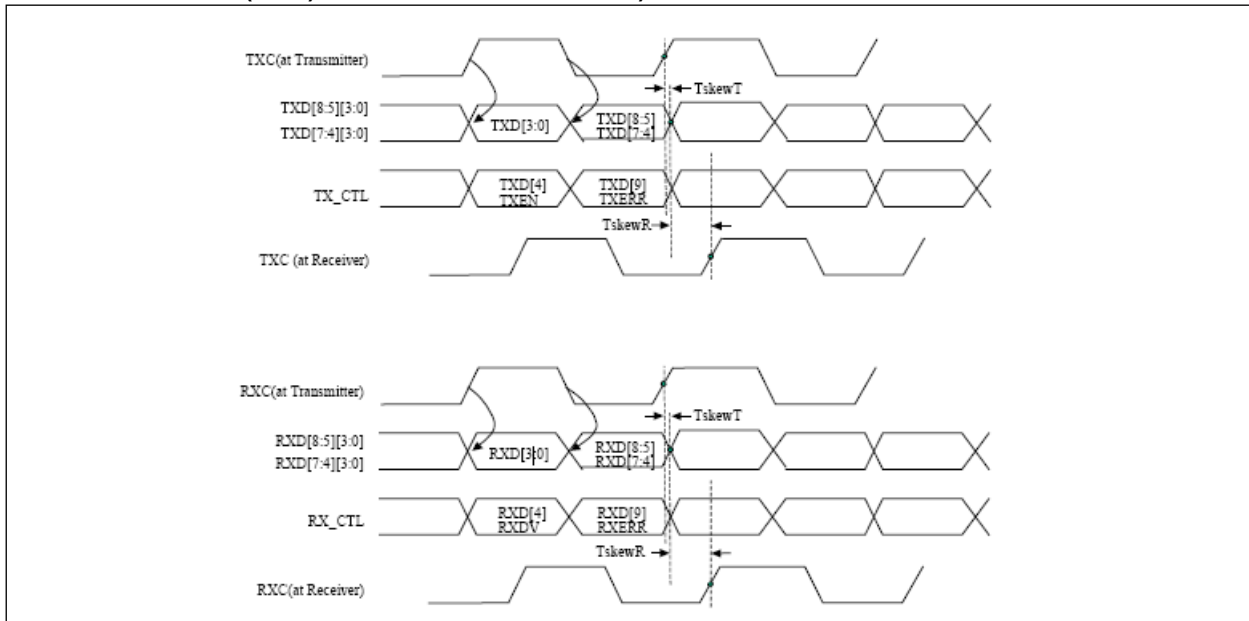 TXC(at Transmitter)
TskewT
TXD[8:5][3:0]
TXD[7:4][3:0]
TXD[3:0]
TXD[8:5]
TXD[7:4]
TX_CTL
TXD[4]
TXEN
TXD[9]
TXERR
TskewR
TXC (at Receiver)
RXC(at Transmitter)
TskewT
RXD[8:5][3:0]
RXD[7:4][3:0]
RXD[3:0]
RXD[8:5]
RXD[7:4]
RX_CTL
RXD[4]
RXDV
RXD[9]
RXERR
TskewR
RXC(at Receiver)